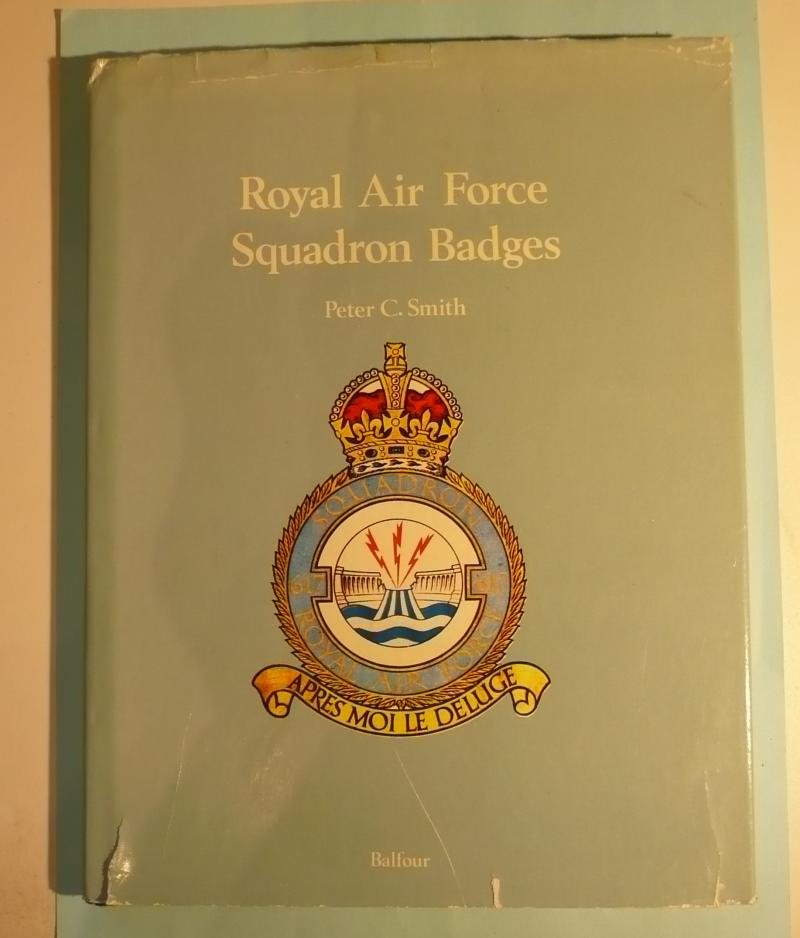 Royal Air Force
Squadron Badges
Peter C. Smith
SQUADRON
617
617
ROYAL AIR FORCE
APRES MOI LE DELUGE
Balfour